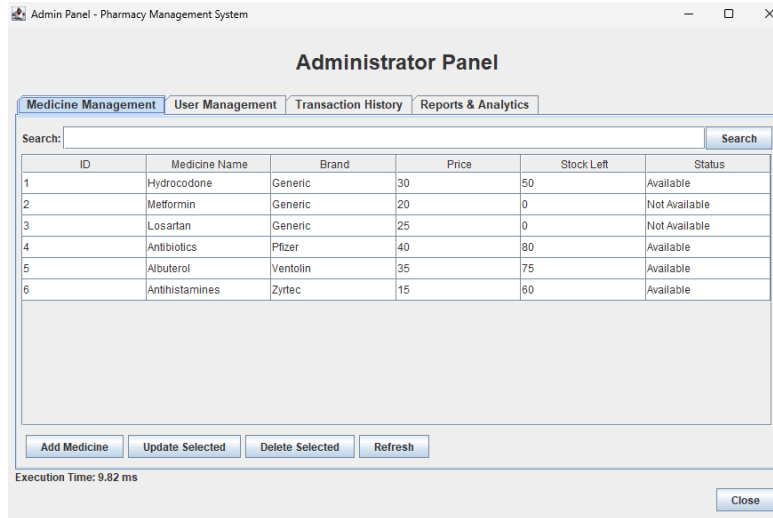 Admin Panel - Pharmacy Management System
Administrator Panel
Medicine Management User Management Transaction History Reports & Analytics
Search: Search
ID Medicine Name Brand Price Stock Left Status
1 Hydrocodone Generic 30 50 Available
2 Metformin Generic 20 0 Not Available
3 Losartan Generic 25 0 Not Available
4 Antibiotics Pfizer 40 80 Available
5 Albuterol Ventolin 35 75 Available
6 Antihistamines Zyrtec 15 60 Available
Add Medicine Update Selected Delete Selected Refresh
Execution Time: 9.82 ms
Close